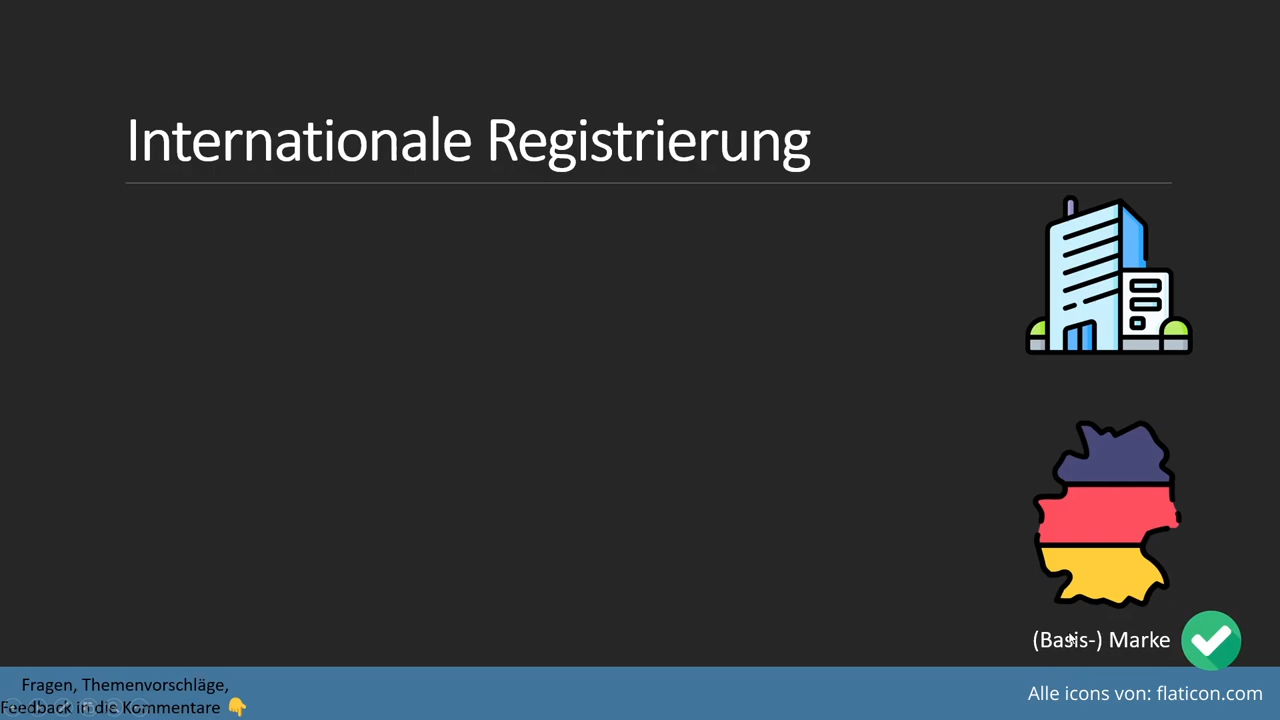 Internationale Registrierung
(Basis-) Marke
Fragen, Themenvorschläge,
Feedback in die Kommentare 👇
Alle icons von: flaticon.com